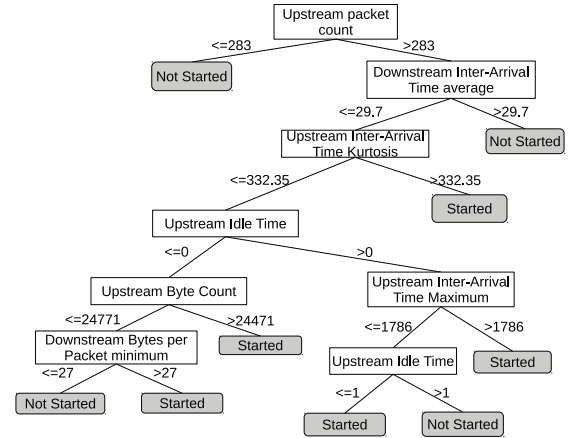 Upstream packet
count
<=283
>283
Not Started
Downstream Inter-Arrival
Time average
<=29.7
>29.7
Upstream Inter-Arrival
Time Kurtosis
Not Started
<=332.35
>332.35
Started
Upstream Idle Time
<=0
>0
Upstream Byte Count
Upstream Inter-Arrival
Time Maximum
<=24771
>24471
<=1786
>1786
Downstream Bytes per
Packet minimum
Started
Upstream Idle Time
Started
<=27
>27
<=1
>1
Not Started
Started
Started
Not Started